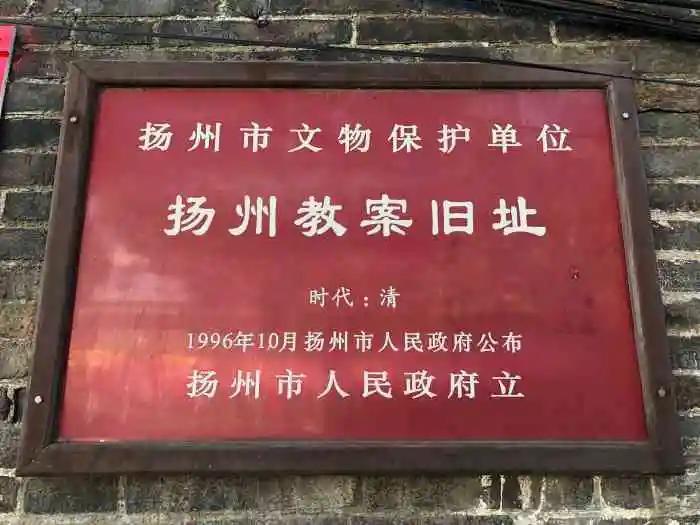 扬州市文物保护单位
扬州教案旧址
时代：清
1996年10月扬州市人民政府公布
扬州市人民政府立